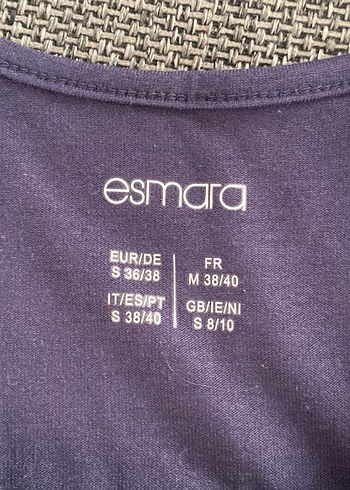 esmara
EUR/DE
S 36/38
FR
M 38/40
IT/ES/PT
S 38/40
GB/IE/NI
S 8/10